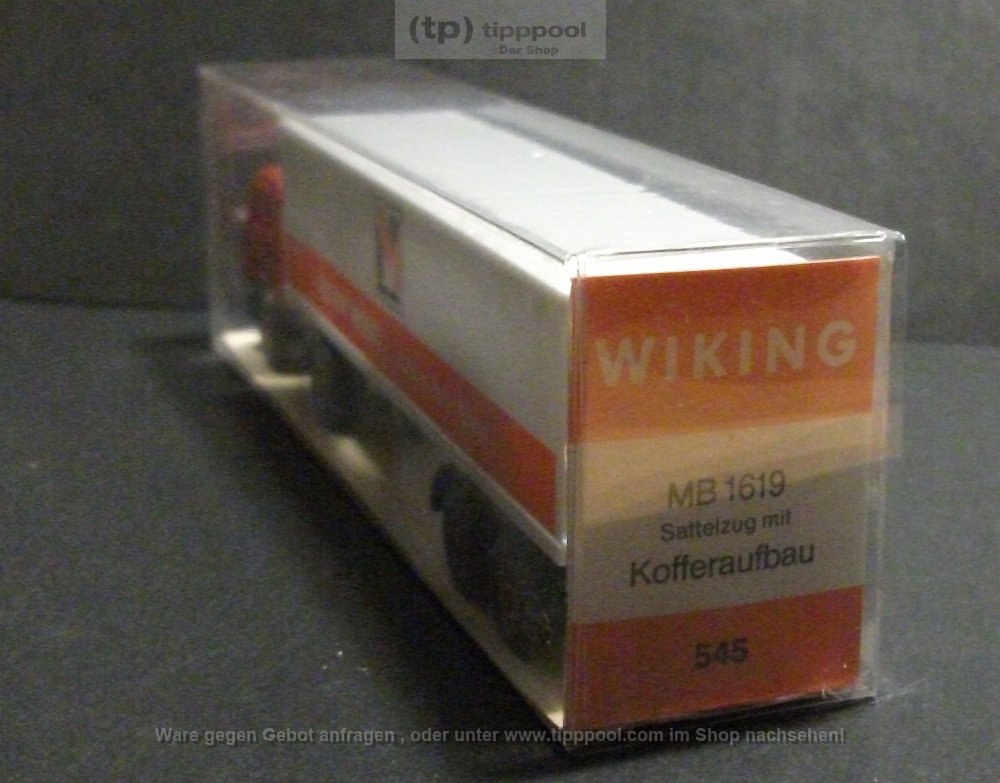 (tp) tipppool
Der Shop
WIKING
MB 1619
Sattelzug mit
Kofferaufbau
545
Ware gegen Gebot anfragen , oder unter www.tipppool.com im Shop nachsehen!